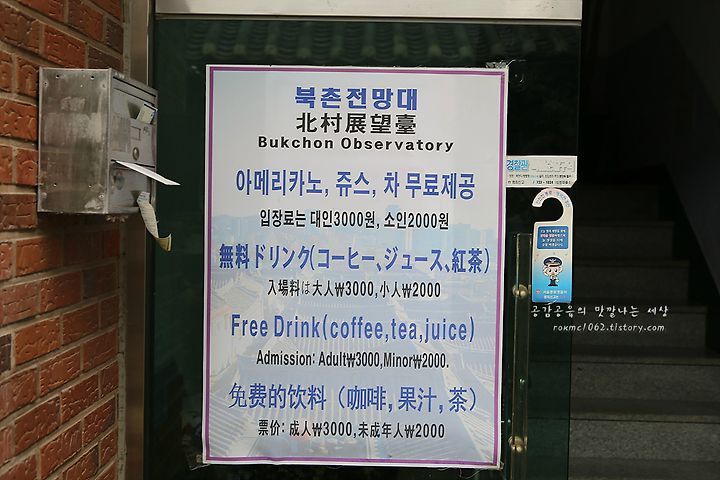 북촌전망대
北村展望臺
Bukchon Observatory
아메리카노, 쥬스, 차 무료제공
입장료는 대인3000원, 소인2000원
無料ドリンク(コーヒー、ジュース、紅茶)
入場料は大人₩3000,小人₩2000
Free Drink(coffee,tea,juice)
Admission: Adult₩3000,Minor₩2000.
免费的饮料（咖啡,果汁,茶）
票价: 成人₩3000,未成年人₩2000
경찰관
공감공유의 맛깔나는 세상
rokmc1062.tistory.com